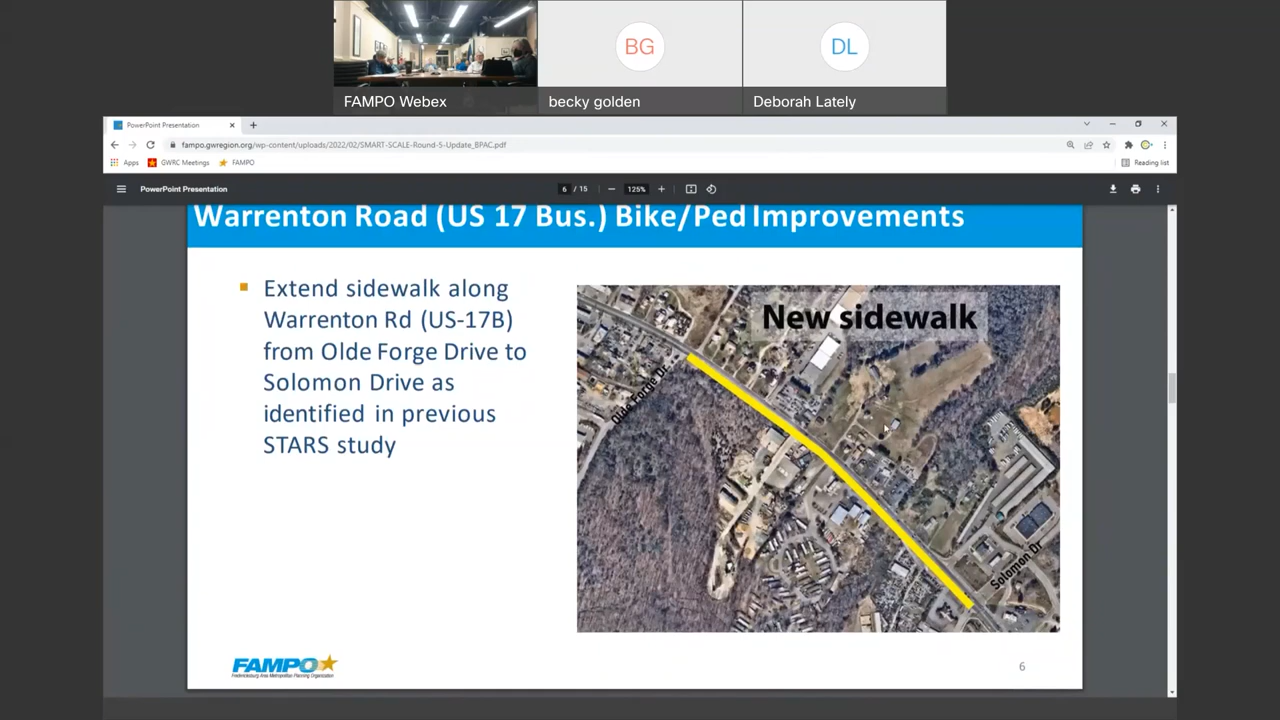 BG
DL
FAMPO Webex
becky golden
Deborah Lately
PowerPoint Presentation
fampo.gwregion.org/wp-content/uploads/2022/02/SMART-SCALE-Round-5-Update_BPAC.pdf
Apps
GWRC Meetings
FAMPO
Reading list
PowerPoint Presentation
6 / 15
125%
Warrenton Road (US 17 Bus.) Bike/Ped Improvements
Extend sidewalk along
Warrenton Rd (US-17B)
from Olde Forge Drive to
Solomon Drive as
identified in previous
STARS study
New sidewalk
Olde Forge Dr
Solomon Dr
FAMPO
Fredericksburg Area Metropolitan Planning Organization
6